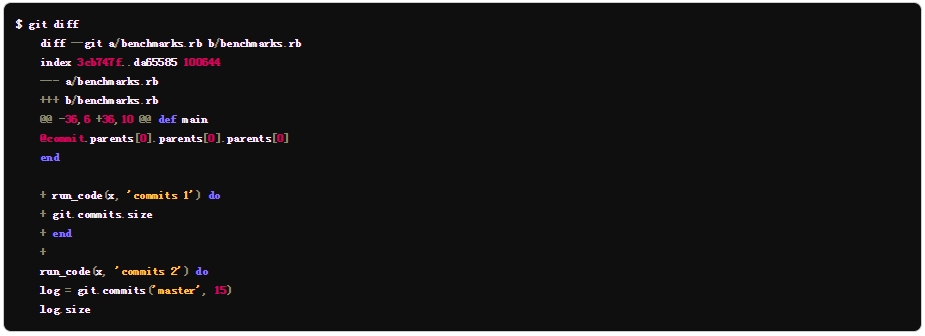 $ git diff
diff --git a/benchmarks.rb b/benchmarks.rb
index 3cb747f..da65585 100644
--- a/benchmarks.rb
+++ b/benchmarks.rb
@@ -36,6 +36,10 @@ def main
@commit.parents[0].parents[0].parents[0]
end
+ run_code(x, 'commits 1') do
+ git.commits.size
+ end
+
run_code(x, 'commits 2') do
log = git.commits('master', 15)
log.size